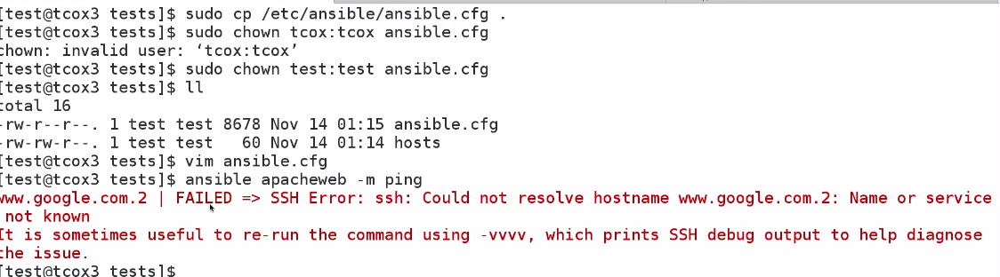 [test@tcox3 tests]$ sudo cp /etc/ansible/ansible.cfg .
[test@tcox3 tests]$ sudo chown tcox:tcox ansible.cfg
chown: invalid user: ‘tcox:tcox’
[test@tcox3 tests]$ sudo chown test:test ansible.cfg
[test@tcox3 tests]$ ll
total 16
-rw-r--r--. 1 test test 8678 Nov 14 01:15 ansible.cfg
-rw-rw-r--. 1 test test   60 Nov 14 01:14 hosts
[test@tcox3 tests]$ vim ansible.cfg
[test@tcox3 tests]$ ansible apacheweb -m ping
www.google.com.2 | FAILED => SSH Error: ssh: Could not resolve hostname www.google.com.2: Name or service
 not known
It is sometimes useful to re-run the command using -vvvv, which prints SSH debug output to help diagnose
the issue.
[test@tcox3 tests]$